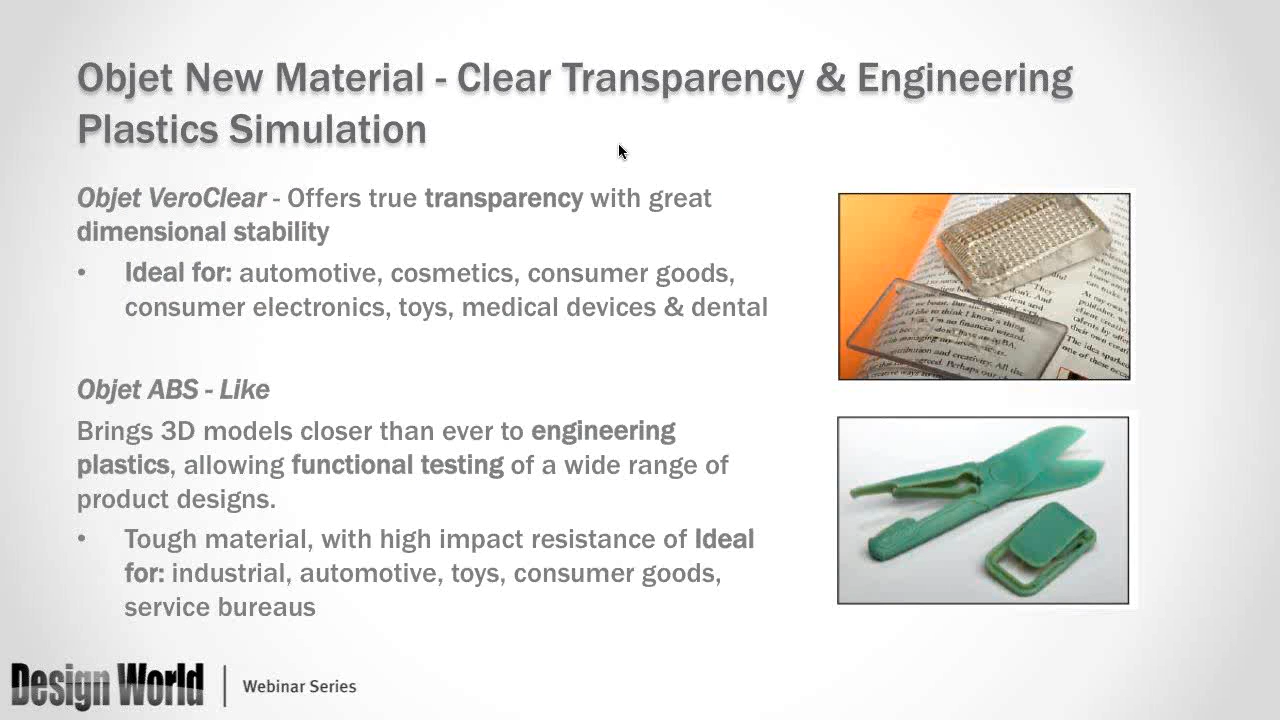 Objet New Material - Clear Transparency & Engineering
Plastics Simulation
Objet VeroClear - Offers true transparency with great
dimensional stability
• Ideal for: automotive, cosmetics, consumer goods,
consumer electronics, toys, medical devices & dental
Objet ABS - Like
Brings 3D models closer than ever to engineering
plastics, allowing functional testing of a wide range of
product designs.
• Tough material, with high impact resistance of Ideal
for: industrial, automotive, toys, consumer goods,
service bureaus
Design World
Webinar Series